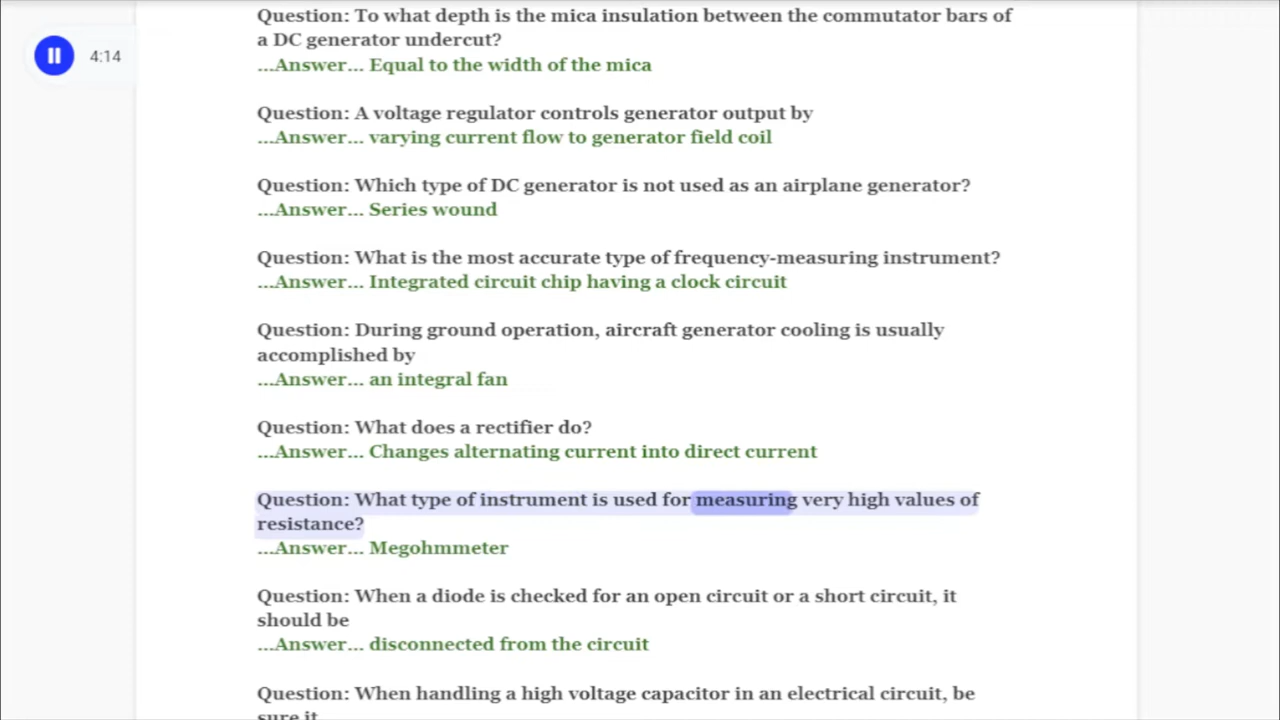 Question: To what depth is the mica insulation between the commutator bars of
a DC generator undercut?
...Answer... Equal to the width of the mica
4:14
Question: A voltage regulator controls generator output by
...Answer... varying current flow to generator field coil
Question: Which type of DC generator is not used as an airplane generator?
...Answer... Series wound
Question: What is the most accurate type of frequency-measuring instrument?
...Answer... Integrated circuit chip having a clock circuit
Question: During ground operation, aircraft generator cooling is usually
accomplished by
...Answer... an integral fan
Question: What does a rectifier do?
...Answer... Changes alternating current into direct current
Question: What type of instrument is used for measuring very high values of
resistance?
...Answer... Megohmmeter
Question: When a diode is checked for an open circuit or a short circuit, it
should be
...Answer... disconnected from the circuit
Question: When handling a high voltage capacitor in an electrical circuit, be
sure it